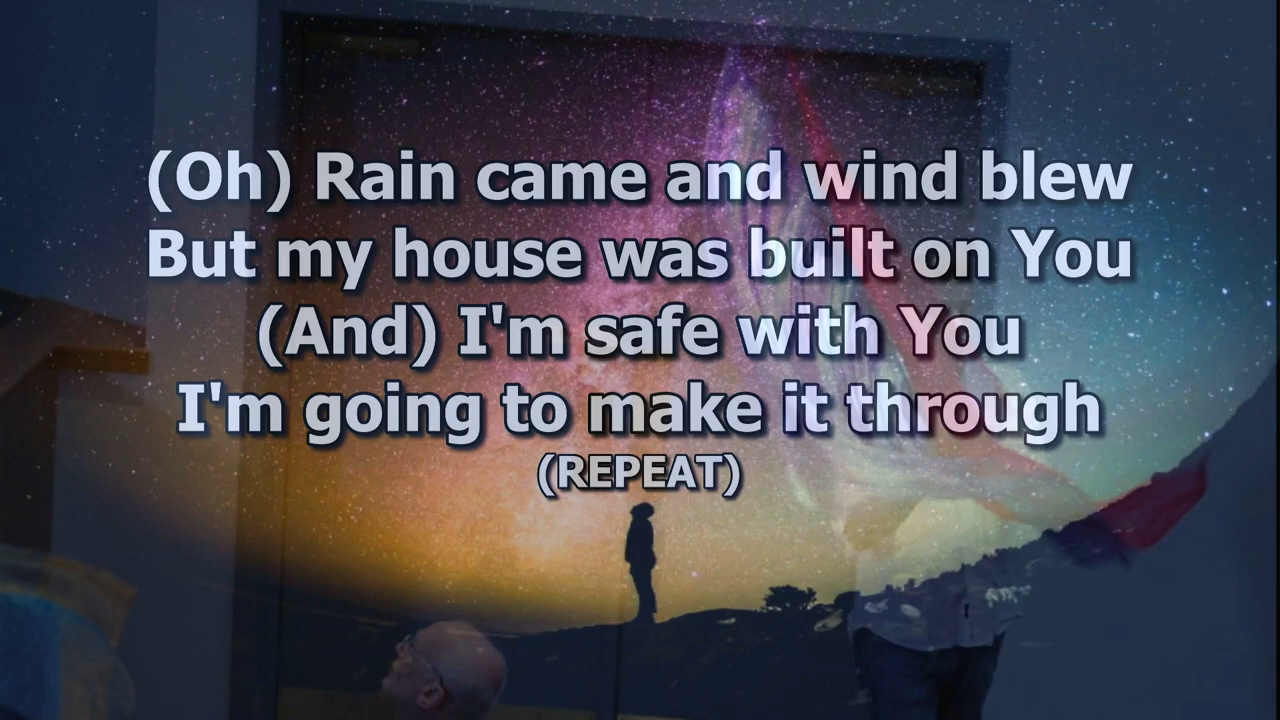 (Oh) Rain came and wind blew
But my house was built on You
(And) I'm safe with You
I'm going to make it through
(REPEAT)